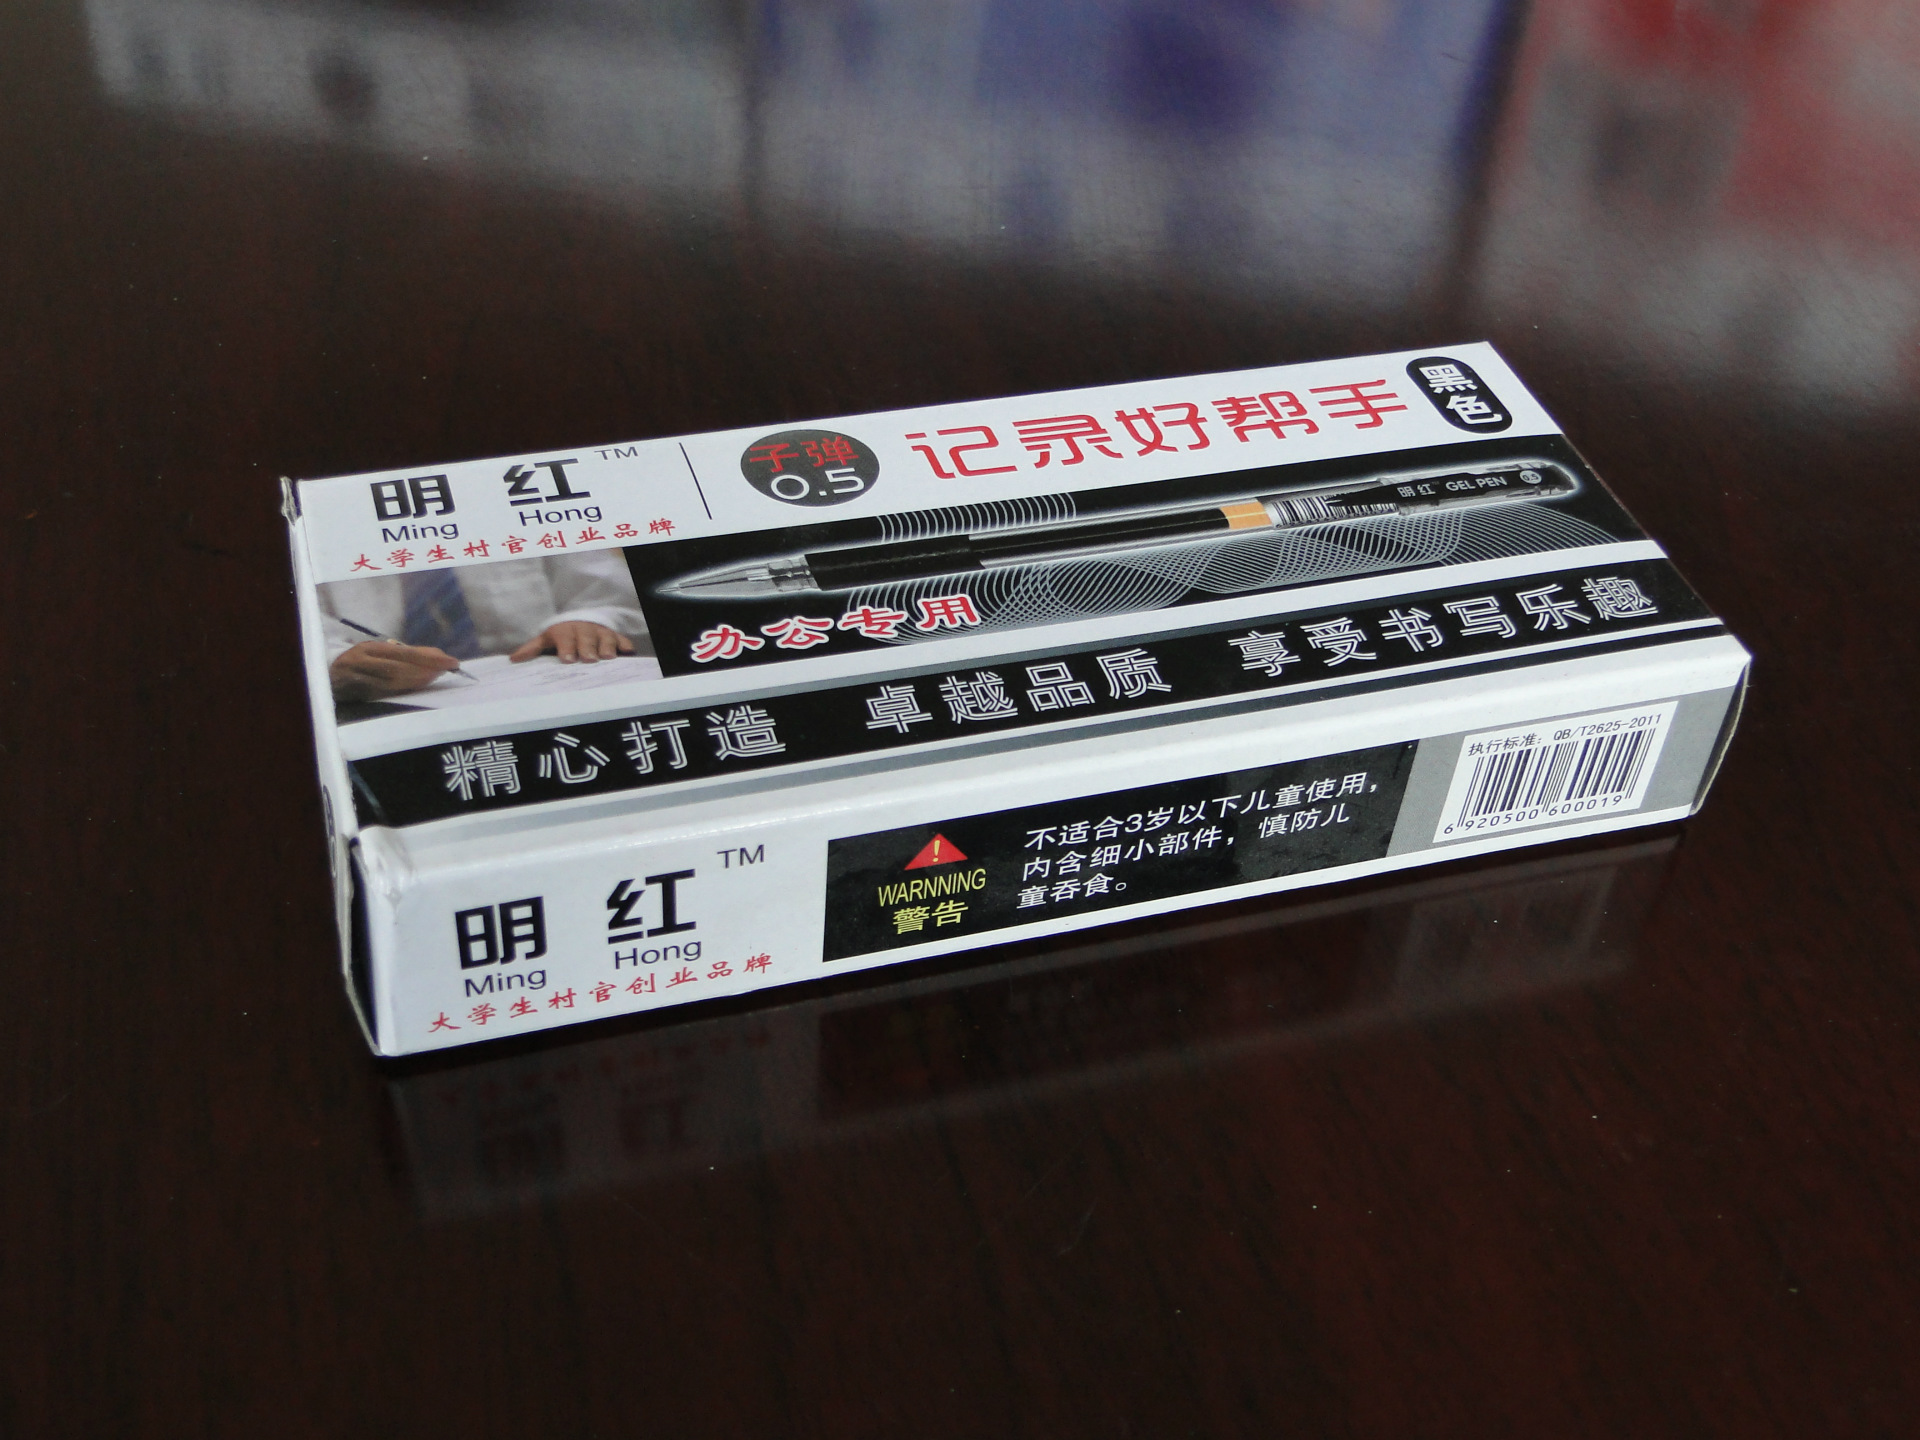 明 红 TM
Ming Hong
大学生村官创业品牌
子弹
0.5
记录好帮手
黑色
明 红 GEL PEN 0.5
办公专用
精心打造 卓越品质 享受书写乐趣
明 红 TM
Ming Hong
大学生村官创业品牌
WARNNING
警告
不适合3岁以下儿童使用，
内含细小部件，慎防儿
童吞食。
执行标准：QB/T2625-2011
6 920500 600019